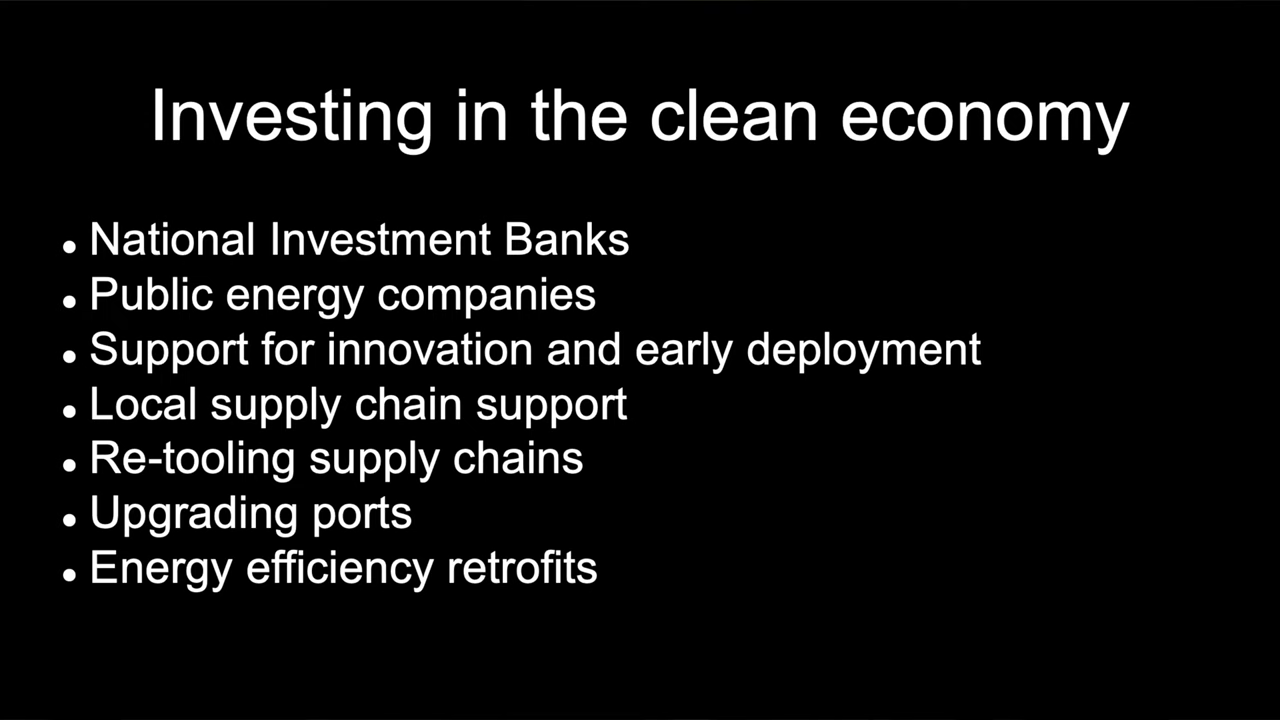 Investing in the clean economy
• National Investment Banks
• Public energy companies
• Support for innovation and early deployment
• Local supply chain support
• Re-tooling supply chains
• Upgrading ports
• Energy efficiency retrofits